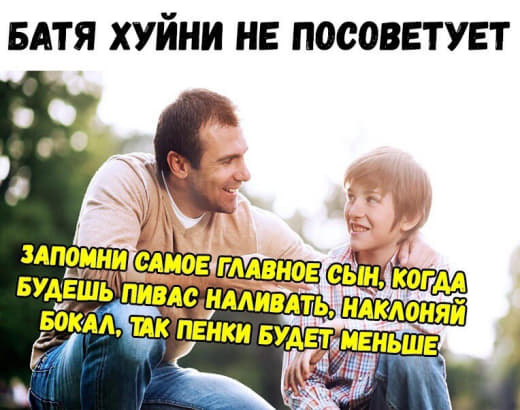 БАТЯ ХУЙНИ НЕ ПОСОВЕТУЕТ
ЗАПОМНИ САМОЕ ГЛАВНОЕ СЫН, КОГДА
БУДЕШЬ ПИВАС НАЛИВАТЬ, НАКЛОНЯЙ
БОКАЛ, ТАК ПЕНКИ БУДЕТ МЕНЬШЕ